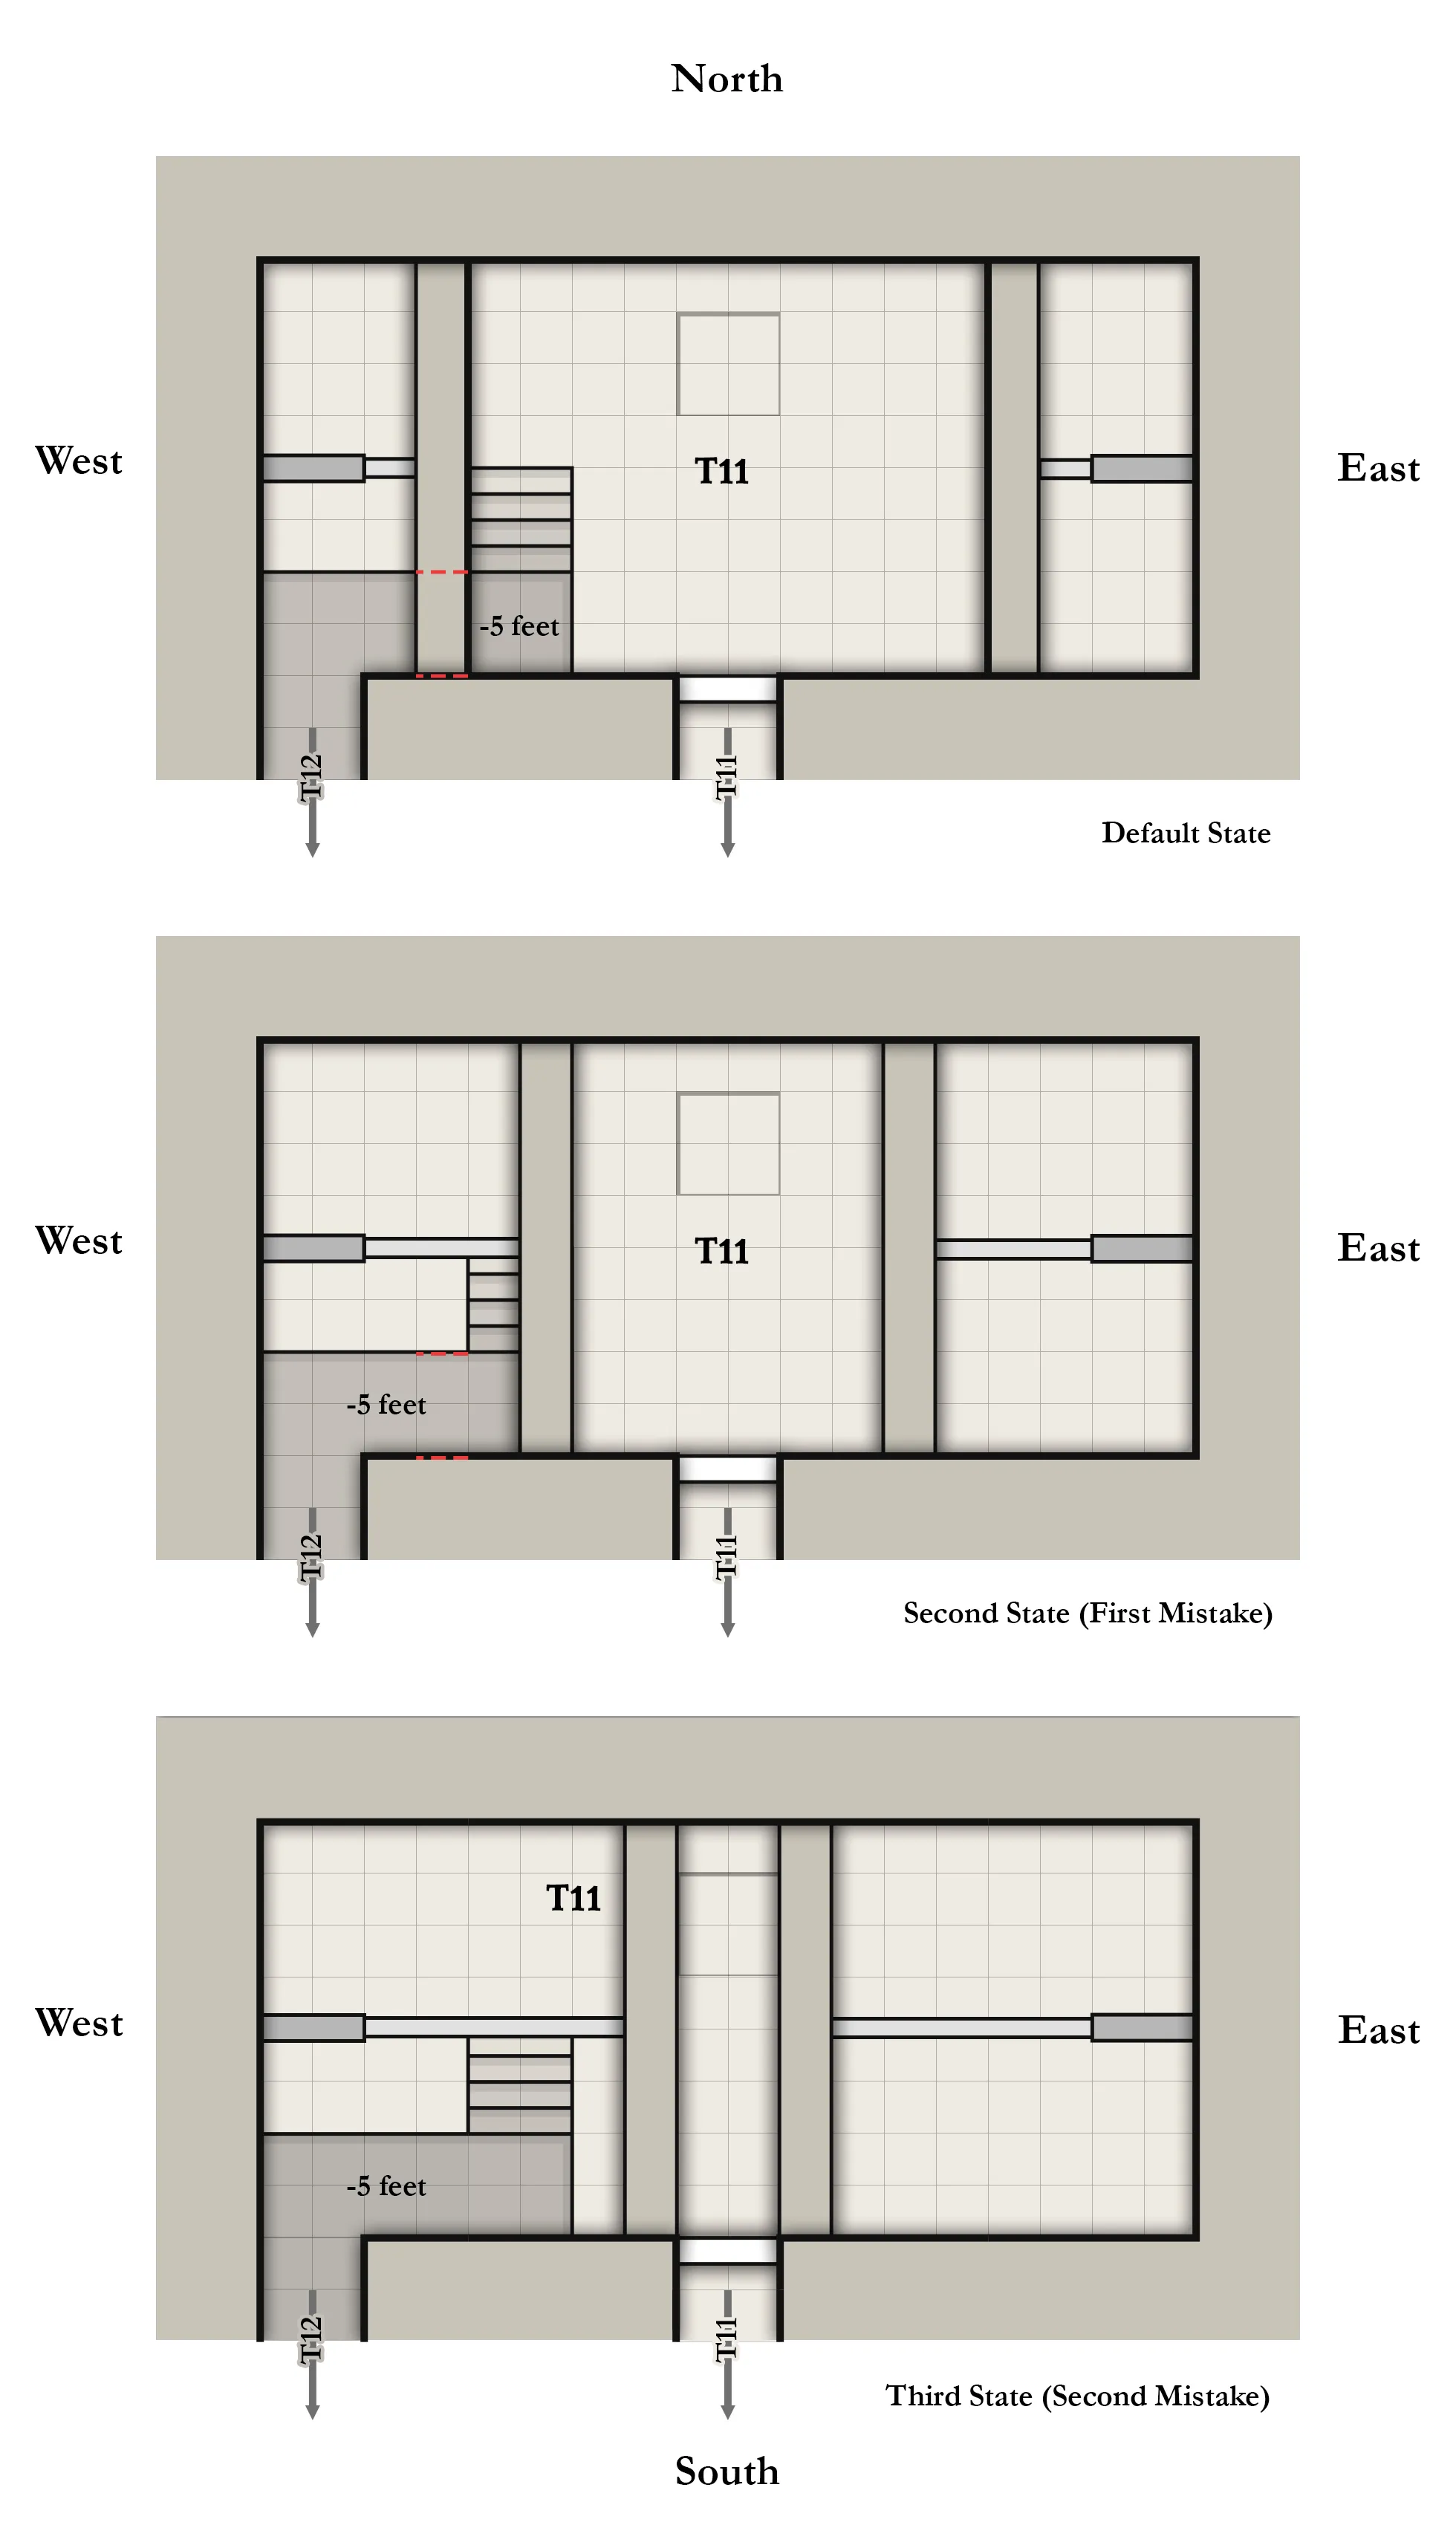 North
West
T11
East
-5 feet
T12
T11
Default State
West
T11
East
-5 feet
T12
T11
Second State (First Mistake)
T11
West
East
-5 feet
T12
T11
Third State (Second Mistake)
South